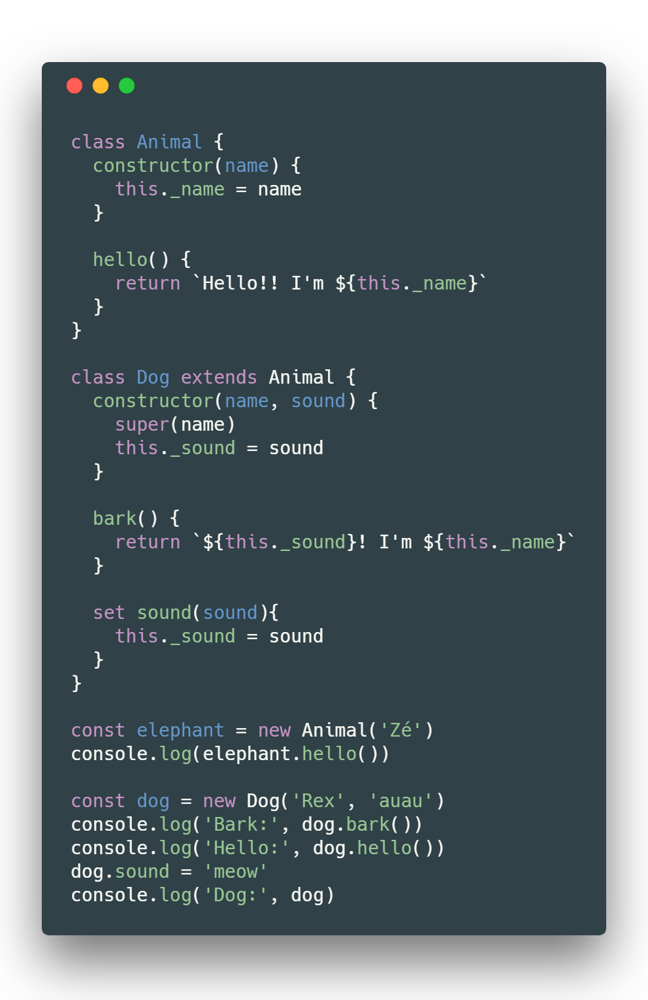 class Animal {
  constructor(name) {
    this._name = name
  }

  hello() {
    return `Hello!! I'm ${this._name}`
  }
}

class Dog extends Animal {
  constructor(name, sound) {
    super(name)
    this._sound = sound
  }

  bark() {
    return `${this._sound}! I'm ${this._name}`
  }

  set sound(sound){
    this._sound = sound
  }
}

const elephant = new Animal('Zé')
console.log(elephant.hello())

const dog = new Dog('Rex', 'auau')
console.log('Bark:', dog.bark())
console.log('Hello:', dog.hello())
dog.sound = 'meow'
console.log('Dog:', dog)